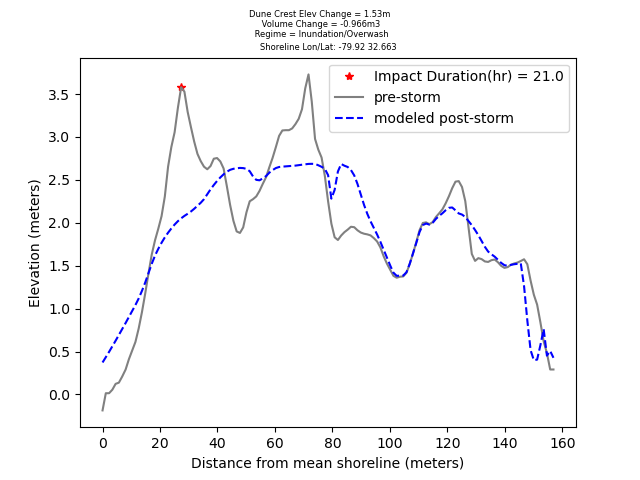 Dune Crest Elev Change = 1.53m
Volume Change = -0.966m3
Regime = Inundation/Overwash
Shoreline Lon/Lat: -79.92 32.663
Impact Duration(hr) = 21.0
pre-storm
modeled post-storm
Elevation (meters)
3.5
3.0
2.5
2.0
1.5
1.0
0.5
0.0
0 20 40 60 80 100 120 140 160
Distance from mean shoreline (meters)